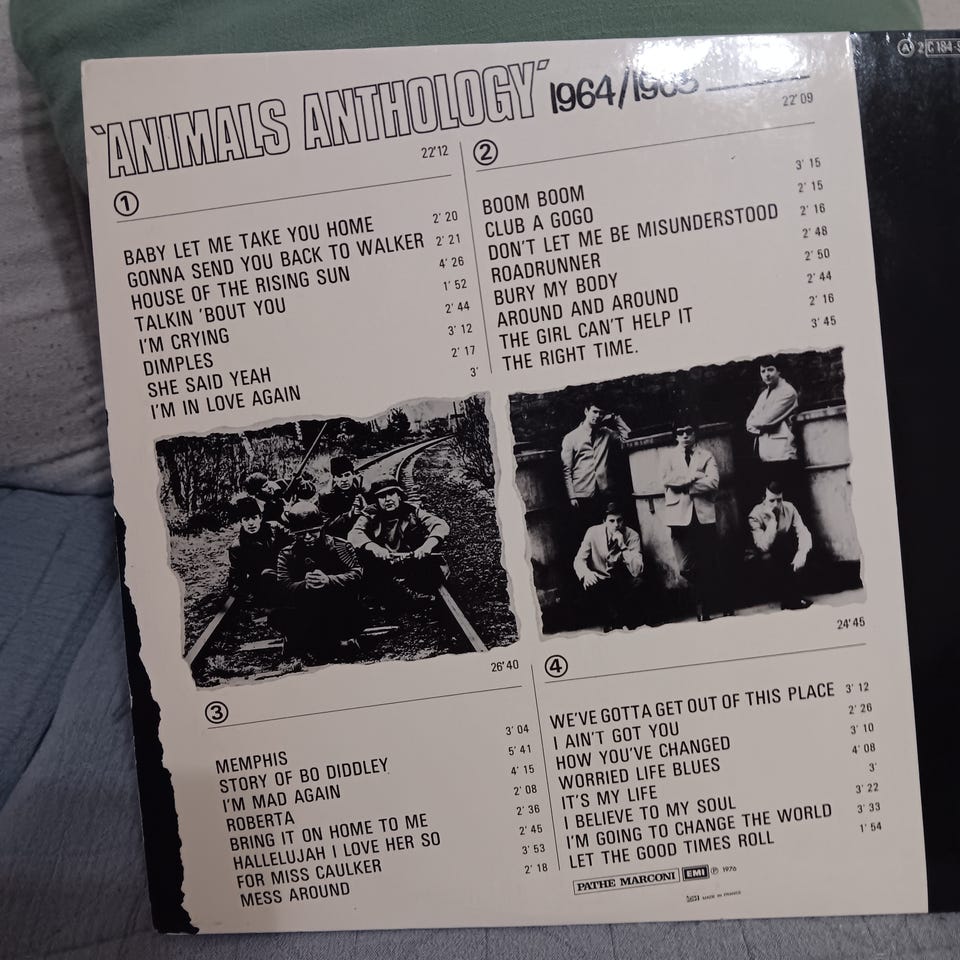 'ANIMALS ANTHOLOGY' 1964/1965
Ⓐ 2 C 184-5
① 22'12
BABY LET ME TAKE YOU HOME 2' 20
GONNA SEND YOU BACK TO WALKER 2' 21
HOUSE OF THE RISING SUN 4' 26
TALKIN 'BOUT YOU 1' 52
I'M CRYING 2' 44
DIMPLES 3' 12
SHE SAID YEAH 2' 17
I'M IN LOVE AGAIN 3'
② 22'09
BOOM BOOM 3' 15
CLUB A GOGO 2' 15
DON'T LET ME BE MISUNDERSTOOD 2' 16
ROADRUNNER 2' 48
BURY MY BODY 2' 50
AROUND AND AROUND 2' 44
THE GIRL CAN'T HELP IT 2' 16
THE RIGHT TIME. 3' 45
③ 26'40
MEMPHIS 3' 04
STORY OF BO DIDDLEY 5' 41
I'M MAD AGAIN 4' 15
ROBERTA 2' 08
BRING IT ON HOME TO ME 2' 36
HALLELUJAH I LOVE HER SO 2' 45
FOR MISS CAULKER 3' 53
MESS AROUND 2' 18
④ 24'45
WE'VE GOTTA GET OUT OF THIS PLACE 3' 12
I AIN'T GOT YOU 2' 26
HOW YOU'VE CHANGED 3' 10
WORRIED LIFE BLUES 4' 08
IT'S MY LIFE 3'
I BELIEVE TO MY SOUL 3' 22
I'M GOING TO CHANGE THE WORLD 3' 33
LET THE GOOD TIMES ROLL 1' 54
PATHE MARCONI EMI ℗ 1976
MADE IN FRANCE